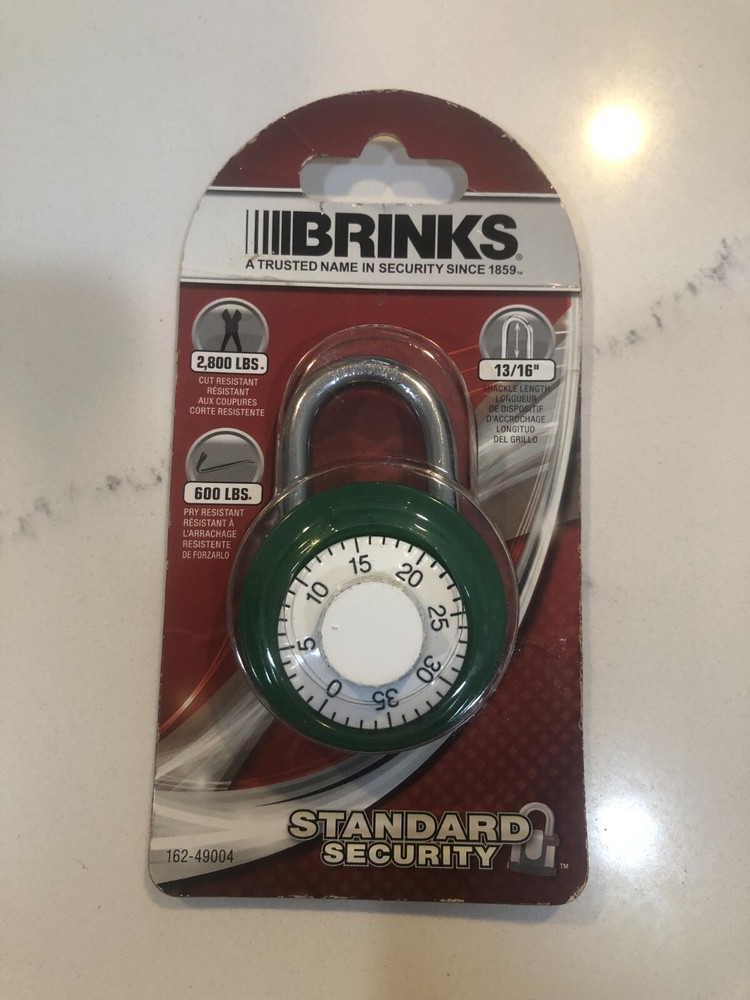 BRINKS®
A TRUSTED NAME IN SECURITY SINCE 1859™
2,800 LBS.
CUT RESISTANT
RÉSISTANT
AUX COUPURES
CORTE RESISTENTE
600 LBS.
PRY RESISTANT
RÉSISTANT À
L'ARRACHAGE
RESISTENTE
DE FORZARLO
13/16"
SHACKLE LENGTH
LONGUEUR
DE DISPOSITIF
D'ACCROCHAGE
LONGITUD
DEL GRILLO
0 5 10 15 20 25 30 35
STANDARD
SECURITY
™
162-49004